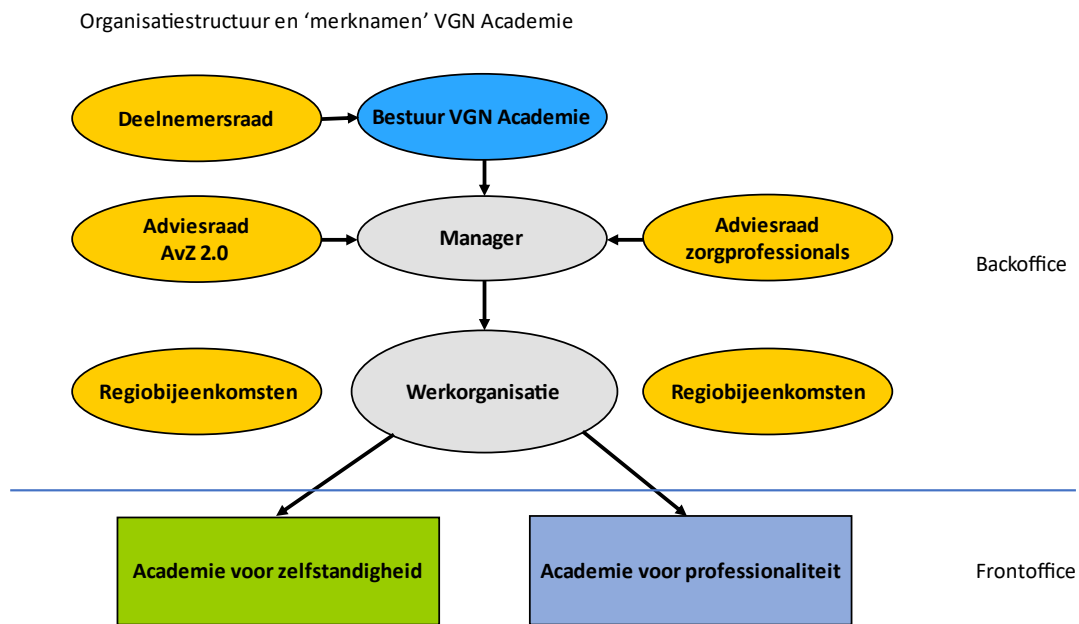 Organisatiestructuur en ‘merknamen’ VGN Academie
Deelnemersraad
Bestuur VGN Academie
Adviesraad
AvZ 2.0
Manager
Adviesraad
zorgprofessionals
Backoffice
Regiobijeenkomsten
Werkorganisatie
Regiobijeenkomsten
Academie voor zelfstandigheid
Academie voor professionaliteit
Frontoffice